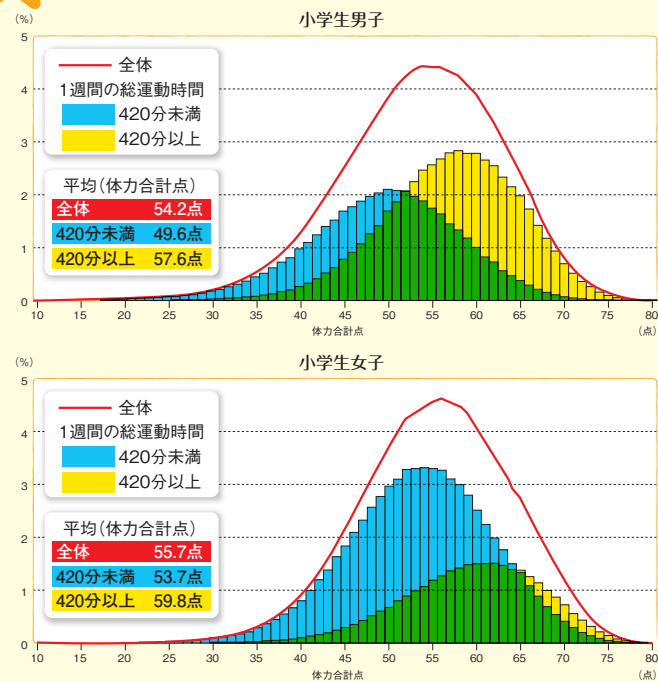 小学生男子
(%)
5
4
3
2
1
0
全体
1週間の総運動時間
420分未満
420分以上
平均(体力合計点)
全体 54.2点
420分未満 49.6点
420分以上 57.6点
10 15 20 25 30 35 40 45 50 55 60 65 70 75 80
体力合計点 (点)
小学生女子
(%)
5
4
3
2
1
0
全体
1週間の総運動時間
420分未満
420分以上
平均(体力合計点)
全体 55.7点
420分未満 53.7点
420分以上 59.8点
10 15 20 25 30 35 40 45 50 55 60 65 70 75 80
体力合計点 (点)